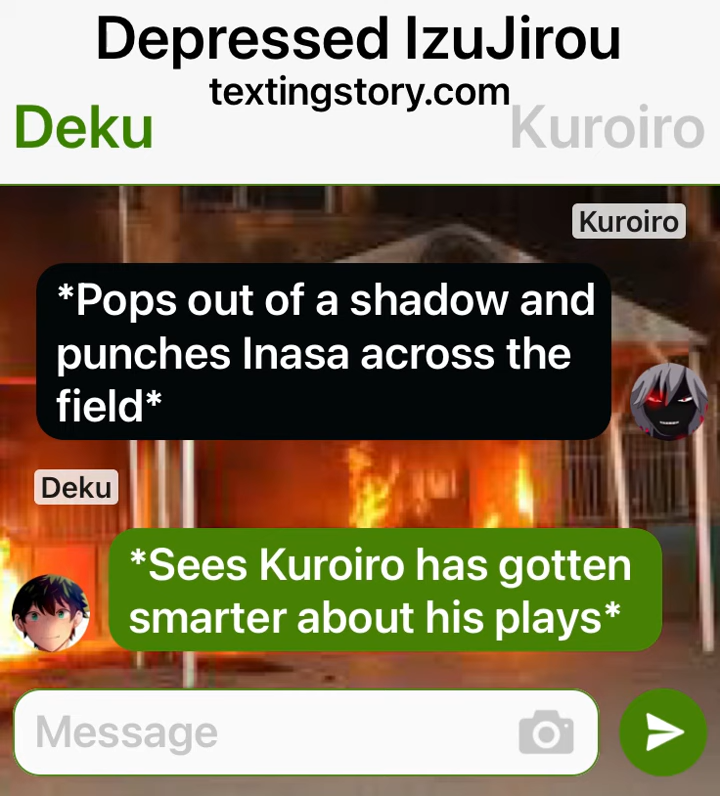 Depressed IzuJirou
textingstory.com
Deku
Kuroiro
Kuroiro
*Pops out of a shadow and
punches Inasa across the
field*
Deku
*Sees Kuroiro has gotten
smarter about his plays*
Message